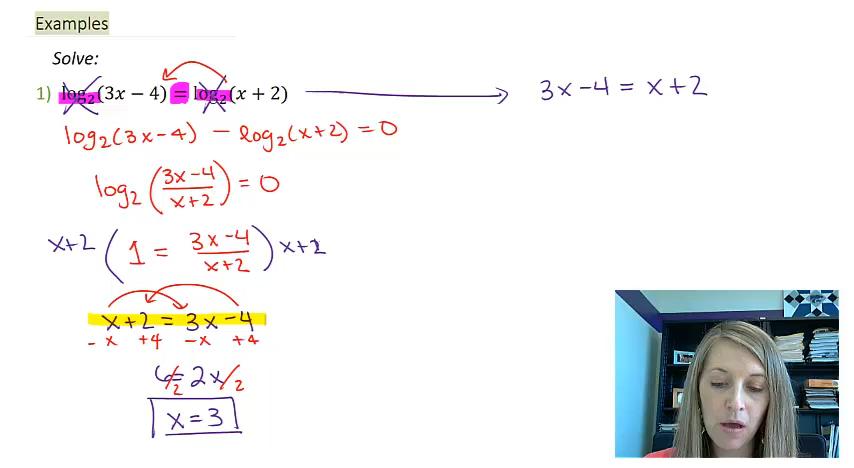 Examples
Solve:
1) log₂(3x − 4) = log₂(x + 2) → 3x − 4 = x + 2
log₂(3x − 4) − log₂(x + 2) = 0
log₂((3x − 4)/(x + 2)) = 0
x + 2 (1 = (3x − 4)/(x + 2)) x + 2
x + 2 = 3x − 4
− x + 4 − x + 4
6/2 = 2x/2
x = 3